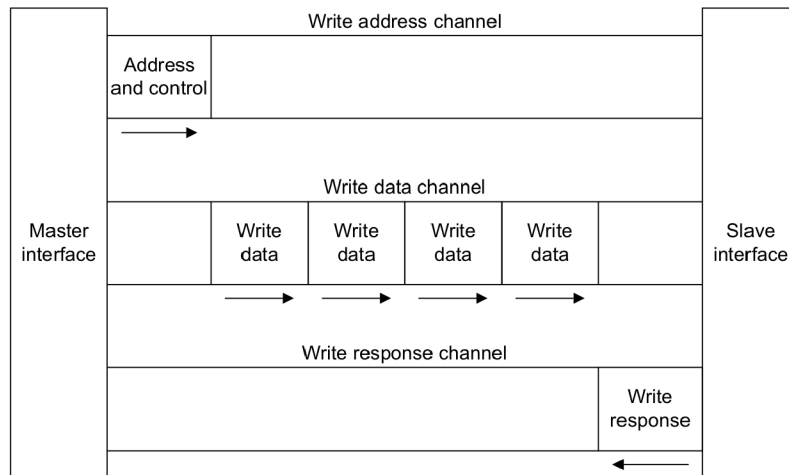 Write address channel
Address
and control
Write data channel
Master
interface
Write
data
Write
data
Write
data
Write
data
Slave
interface
Write response channel
Write
response